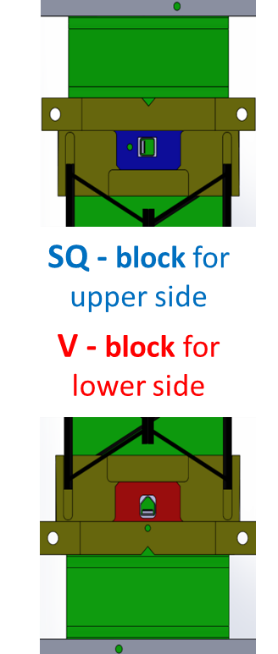 SQ - block for
upper side
V - block for
lower side